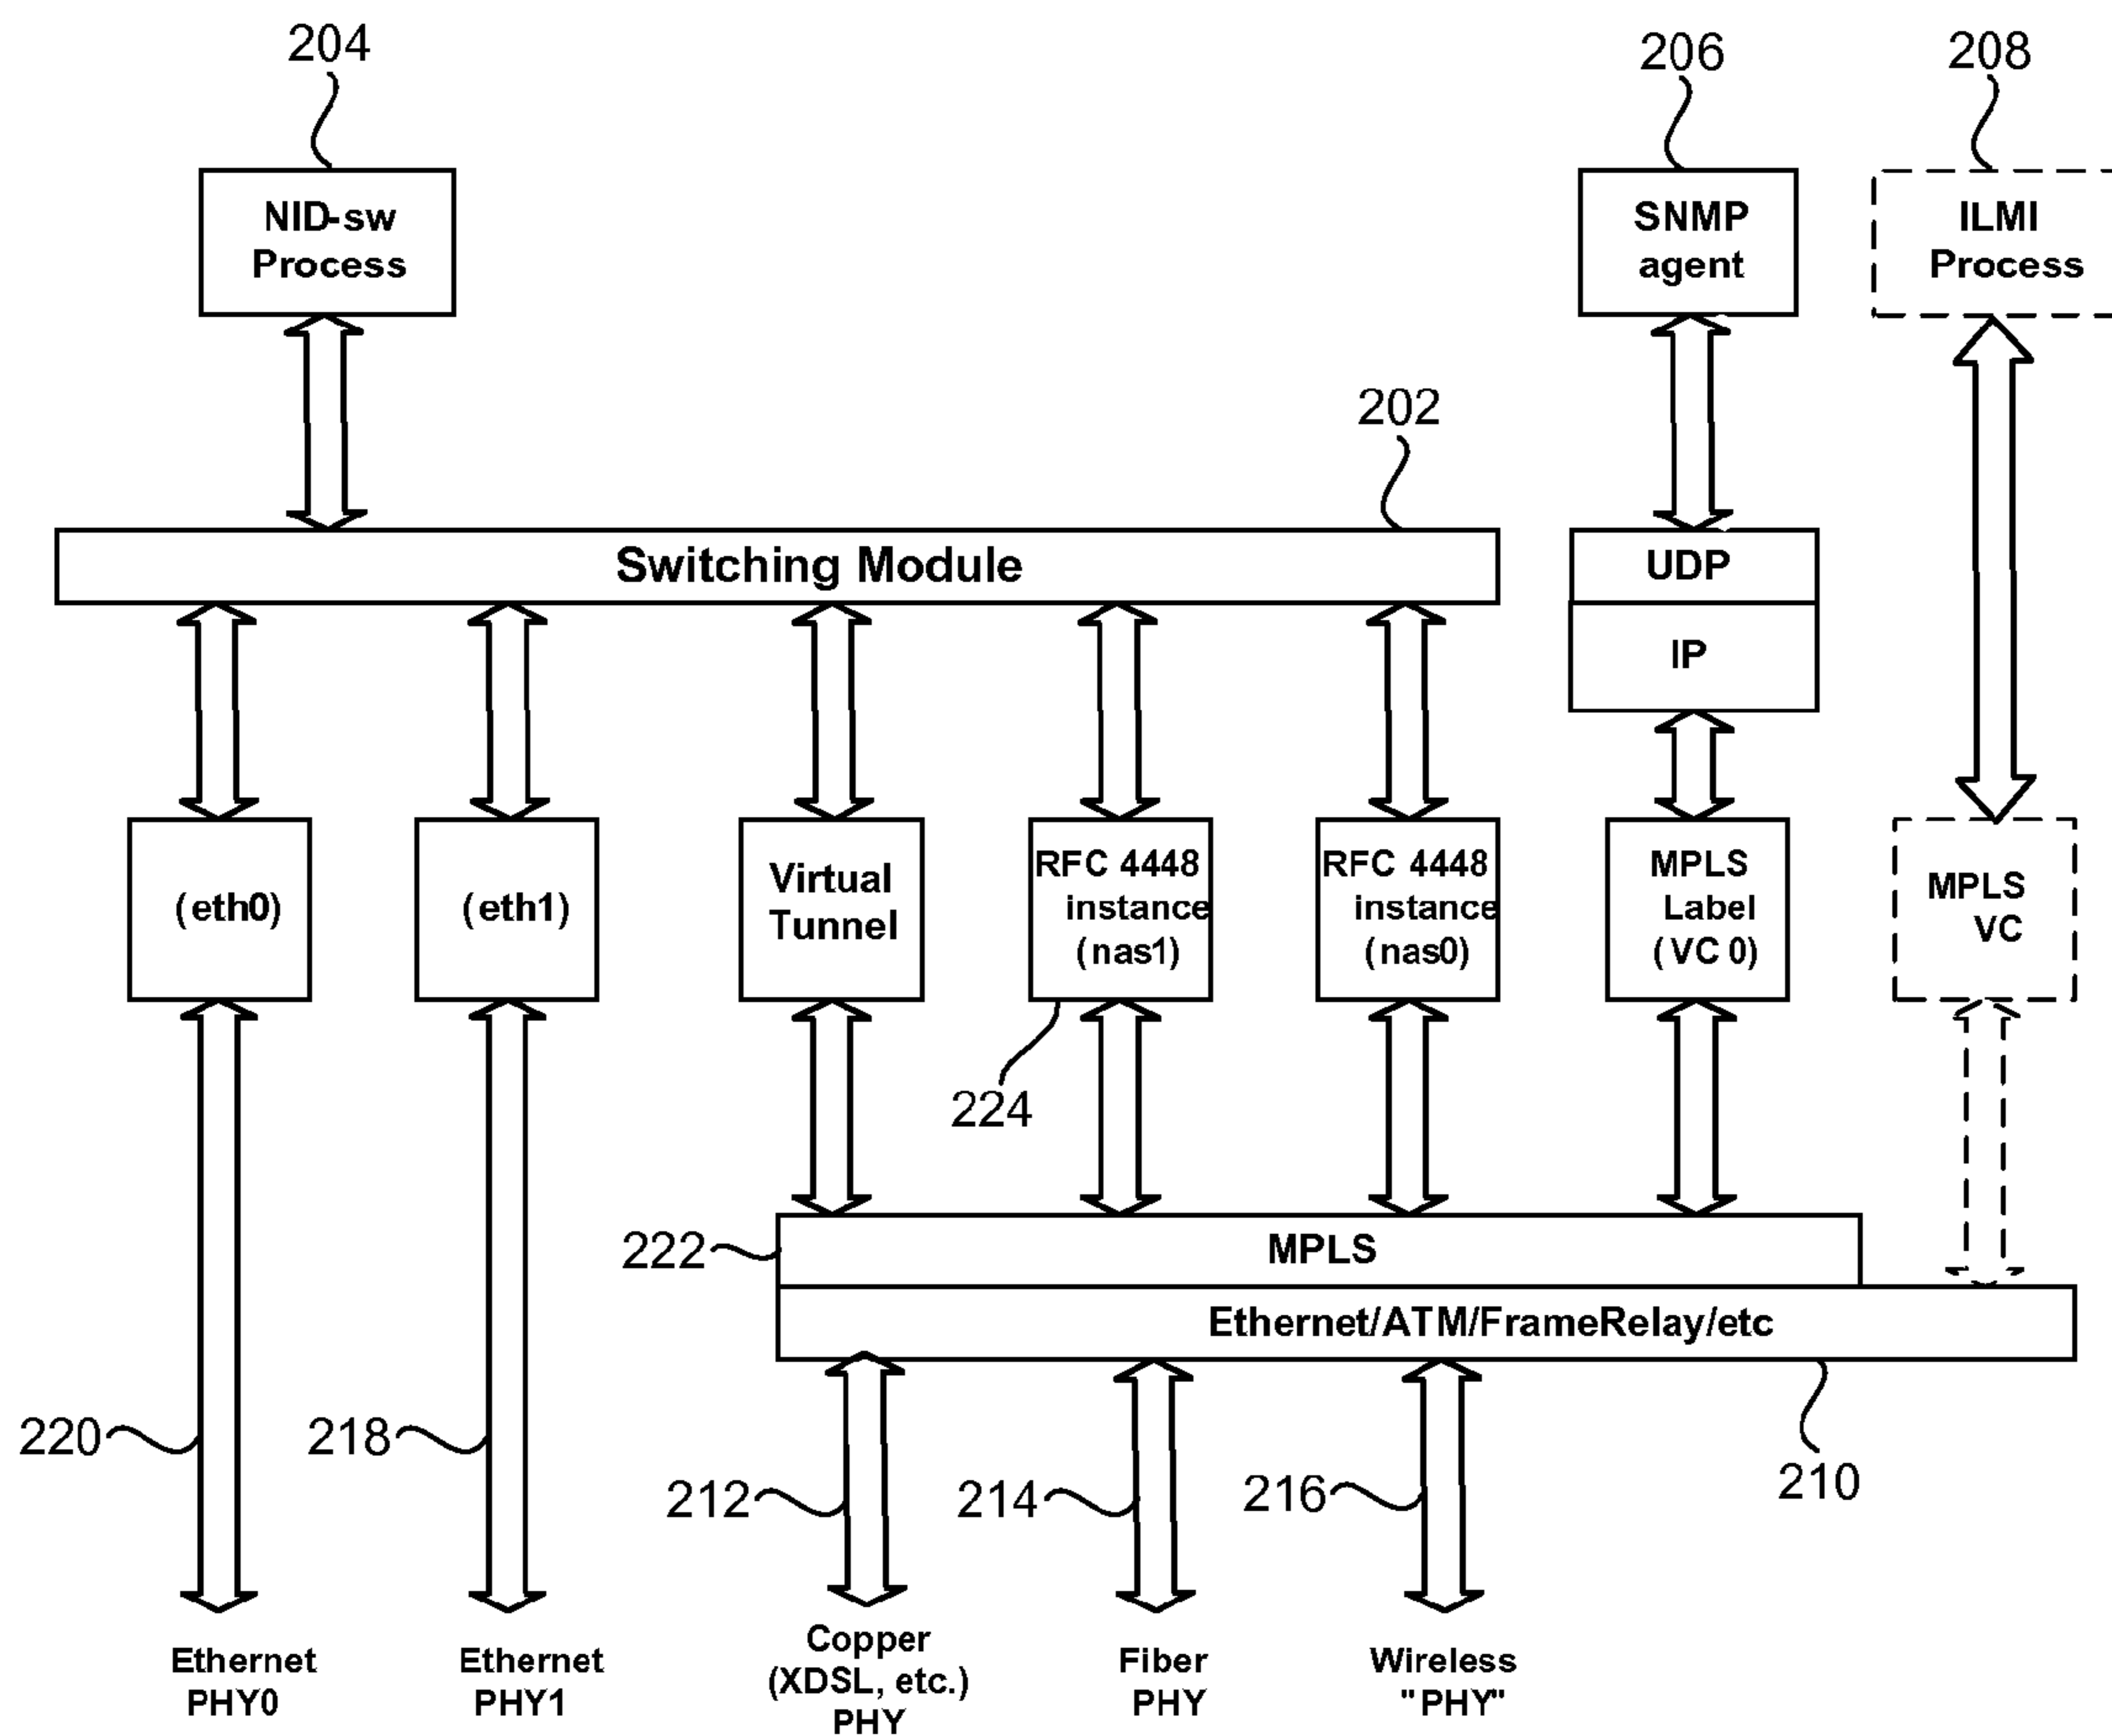 204
206
208
NID-sw
Process
SNMP
agent
ILMI
Process
202
Switching Module
UDP
IP
(eth0)
(eth1)
Virtual
Tunnel
RFC 4448
instance
(nas1)
RFC 4448
instance
(nas0)
MPLS
Label
(VC 0)
MPLS
VC
224
222
MPLS
Ethernet/ATM/FrameRelay/etc
220
218
212
214
216
210
Ethernet
PHY0
Ethernet
PHY1
Copper
(XDSL, etc.)
PHY
Fiber
PHY
Wireless
"PHY"